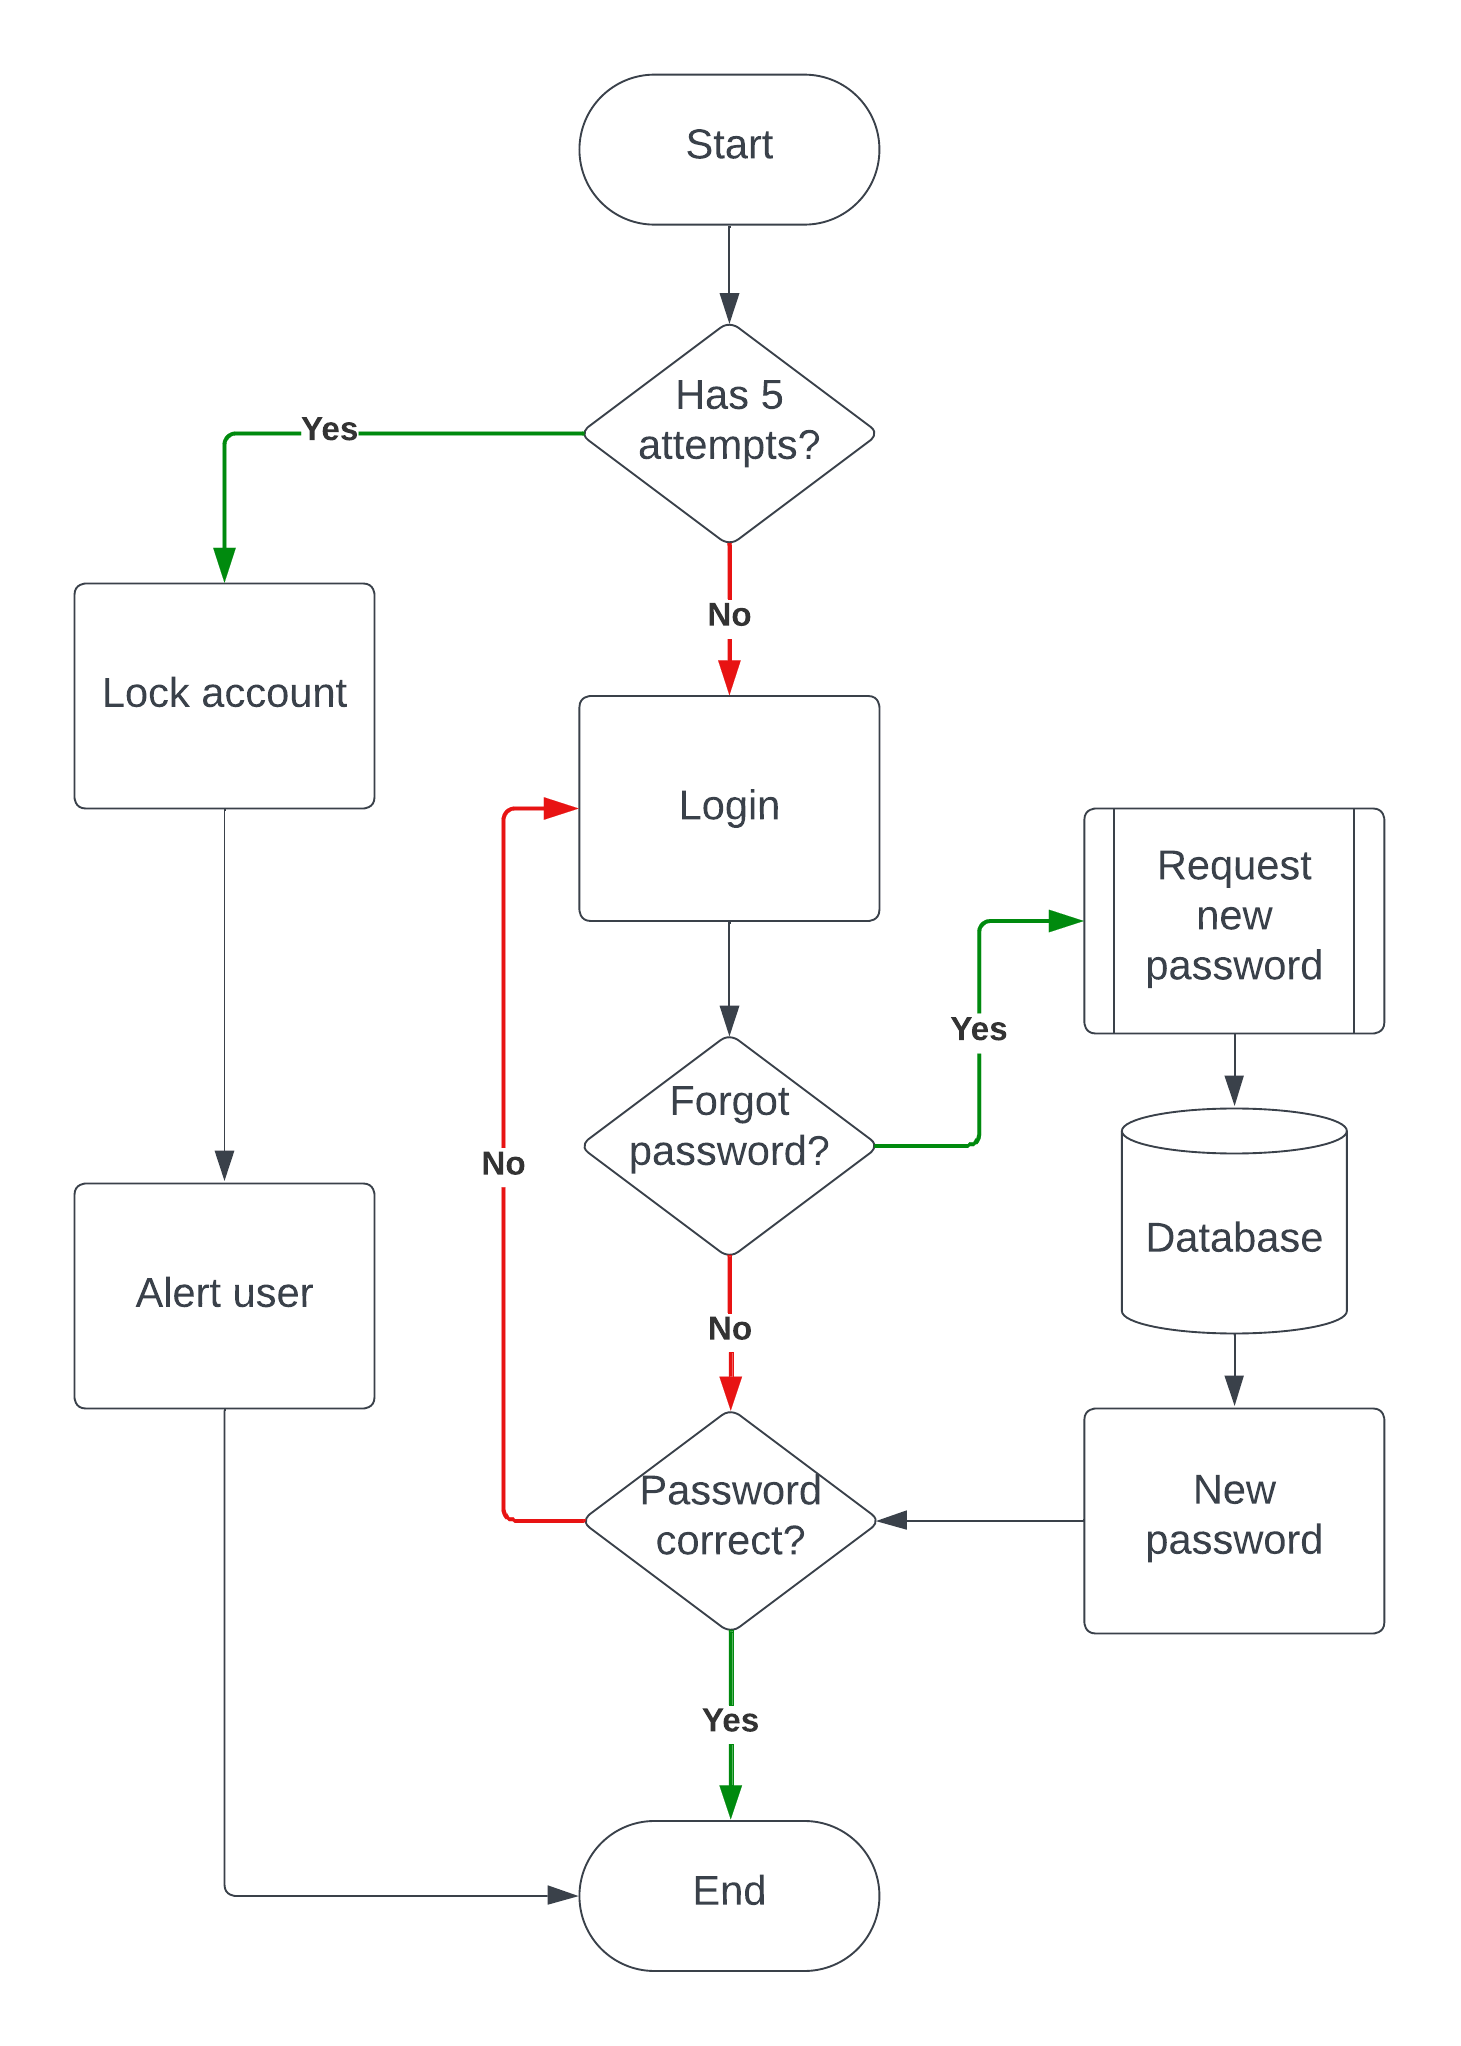 Start
Has 5
attempts?
Yes
No
Lock account
Login
Request
new
password
Yes
Forgot
password?
No
Database
Alert user
No
Password
correct?
New
password
Yes
End